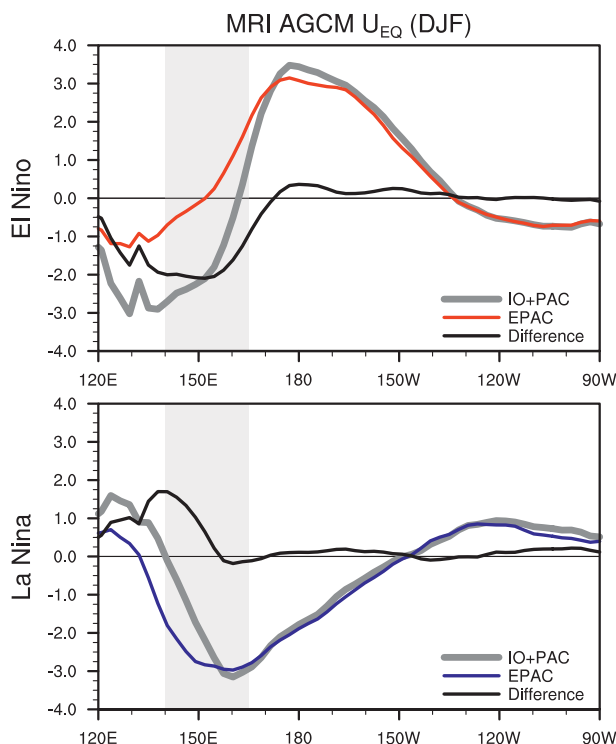 MRI AGCM U_EQ (DJF)
El Nino
4.0
3.0
2.0
1.0
0.0
-1.0
-2.0
-3.0
-4.0
IO+PAC
EPAC
Difference
120E 150E 180 150W 120W 90W
La Nina
4.0
3.0
2.0
1.0
0.0
-1.0
-2.0
-3.0
-4.0
IO+PAC
EPAC
Difference
120E 150E 180 150W 120W 90W